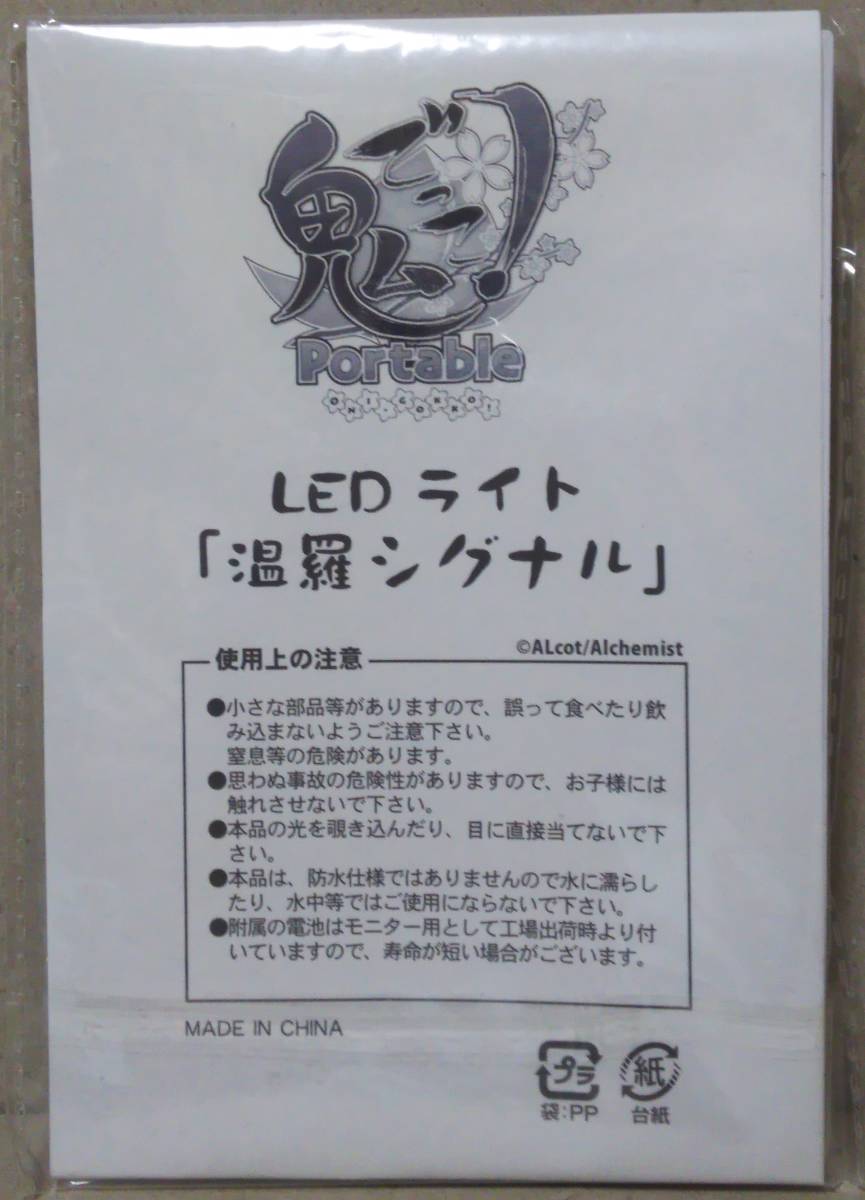 鬼ごっこ!
Portable
ONI-GOKKO!
LED ライト
「温羅シグナル」
©ALcot/Alchemist
使用上の注意
●小さな部品等がありますので、誤って食べたり飲
み込まないようご注意下さい。
窒息等の危険があります。
●思わぬ事故の危険性がありますので、お子様には
触れさせないで下さい。
●本品の光を覗き込んだり、目に直接当てないで下
さい。
●本品は、防水仕様ではありませんので水に濡らし
たり、水中等ではご使用にならないで下さい。
●附属の電池はモニター用として工場出荷時より付
いていますので、寿命が短い場合がございます。
MADE IN CHINA
プラ 紙
袋:PP 台紙